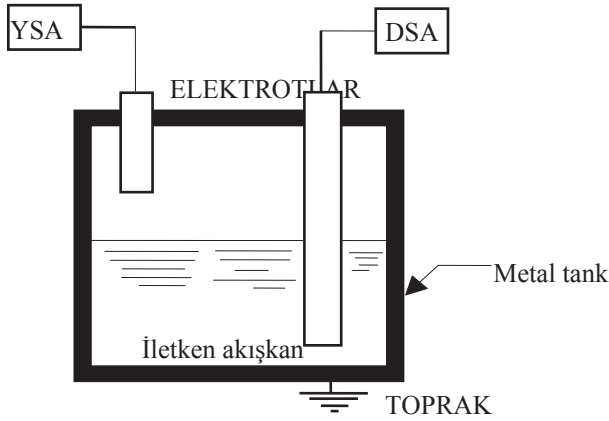 YSA
DSA
ELEKTROTLAR
Metal tank
İletken akışkan
TOPRAK